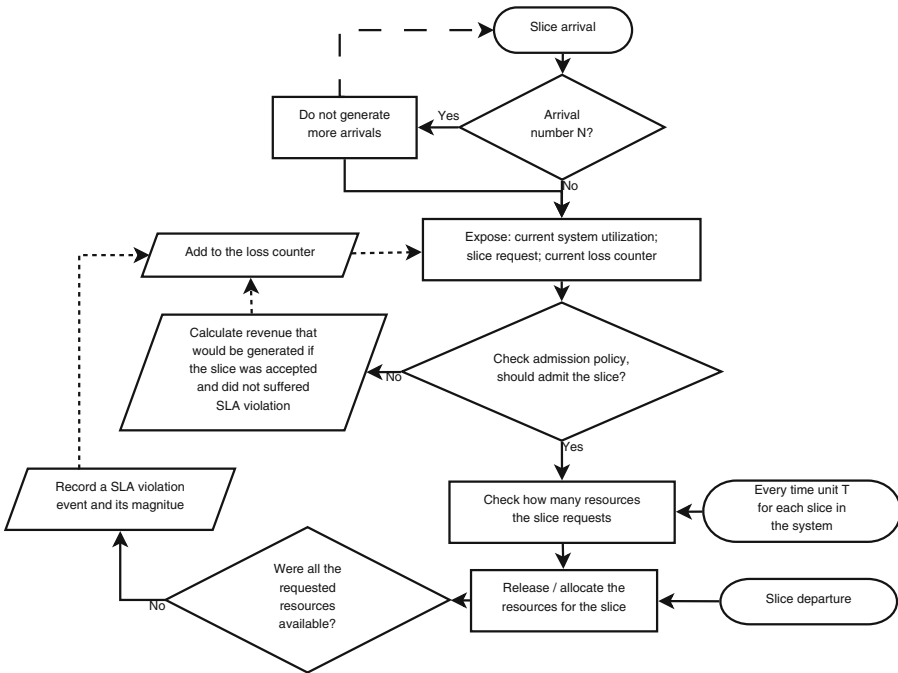 Slice arrival
Arrival
number N?
Yes
Do not generate
more arrivals
No
Expose: current system utilization;
slice request; current loss counter
Add to the loss counter
Check admission policy,
should admit the slice?
No
Calculate revenue that
would be generated if
the slice was accepted
and did not suffered
SLA violation
Yes
Check how many resources
the slice requests
Every time unit T
for each slice in
the system
Record a SLA violation
event and its magnitue
Release / allocate the
resources for the slice
Slice departure
Were all the
requested
resources
available?
No